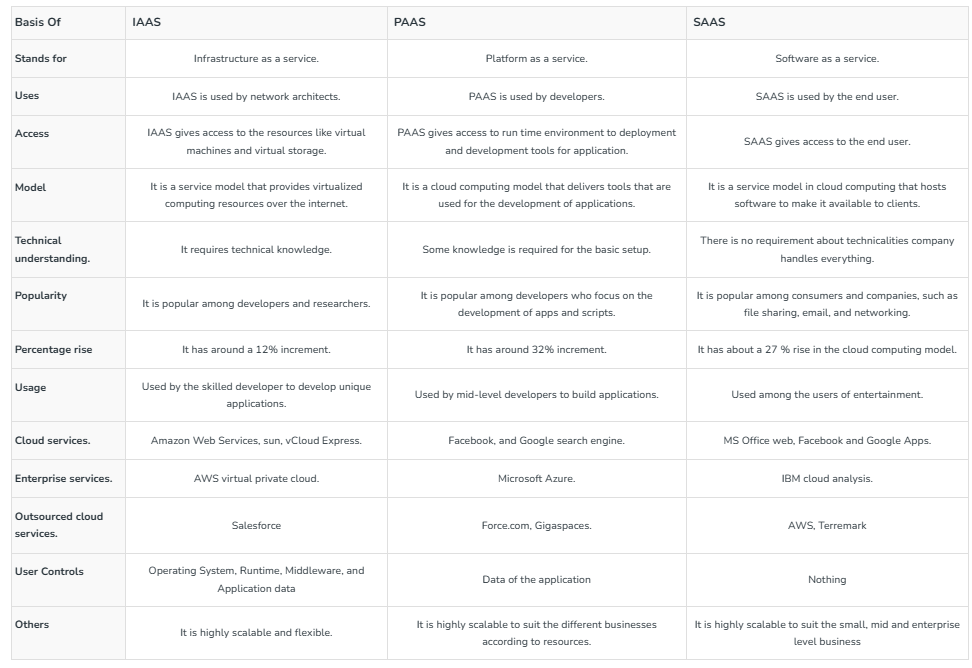 Basis Of IAAS PAAS SAAS
Stands for Infrastructure as a service. Platform as a service. Software as a service.
Uses IAAS is used by network architects. PAAS is used by developers. SAAS is used by the end user.
Access IAAS gives access to the resources like virtual
machines and virtual storage. PAAS gives access to run time environment to deployment
and development tools for application. SAAS gives access to the end user.
Model It is a service model that provides virtualized
computing resources over the internet. It is a cloud computing model that delivers tools that are
used for the development of applications. It is a service model in cloud computing that hosts
software to make it available to clients.
Technical
understanding. It requires technical knowledge. Some knowledge is required for the basic setup. There is no requirement about technicalities company
handles everything.
Popularity It is popular among developers and researchers. It is popular among developers who focus on the
development of apps and scripts. It is popular among consumers and companies, such as
file sharing, email, and networking.
Percentage rise It has around a 12% increment. It has around 32% increment. It has about a 27 % rise in the cloud computing model.
Usage Used by the skilled developer to develop unique
applications. Used by mid-level developers to build applications. Used among the users of entertainment.
Cloud services. Amazon Web Services, sun, vCloud Express. Facebook, and Google search engine. MS Office web, Facebook and Google Apps.
Enterprise services. AWS virtual private cloud. Microsoft Azure. IBM cloud analysis.
Outsourced cloud
services. Salesforce Force.com, Gigaspaces. AWS, Terremark
User Controls Operating System, Runtime, Middleware, and
Application data Data of the application Nothing
Others It is highly scalable and flexible. It is highly scalable to suit the different businesses
according to resources. It is highly scalable to suit the small, mid and enterprise
level business